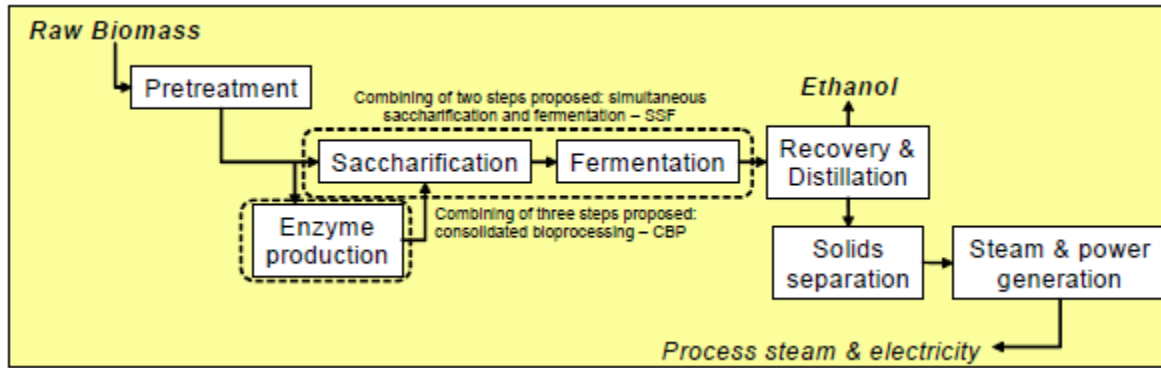 Raw Biomass
Pretreatment
Combining of two steps proposed: simultaneous
saccharification and fermentation – SSF
Ethanol
Saccharification
Fermentation
Recovery &
Distillation
Enzyme
production
Combining of three steps proposed:
consolidated bioprocessing – CBP
Solids
separation
Steam & power
generation
Process steam & electricity